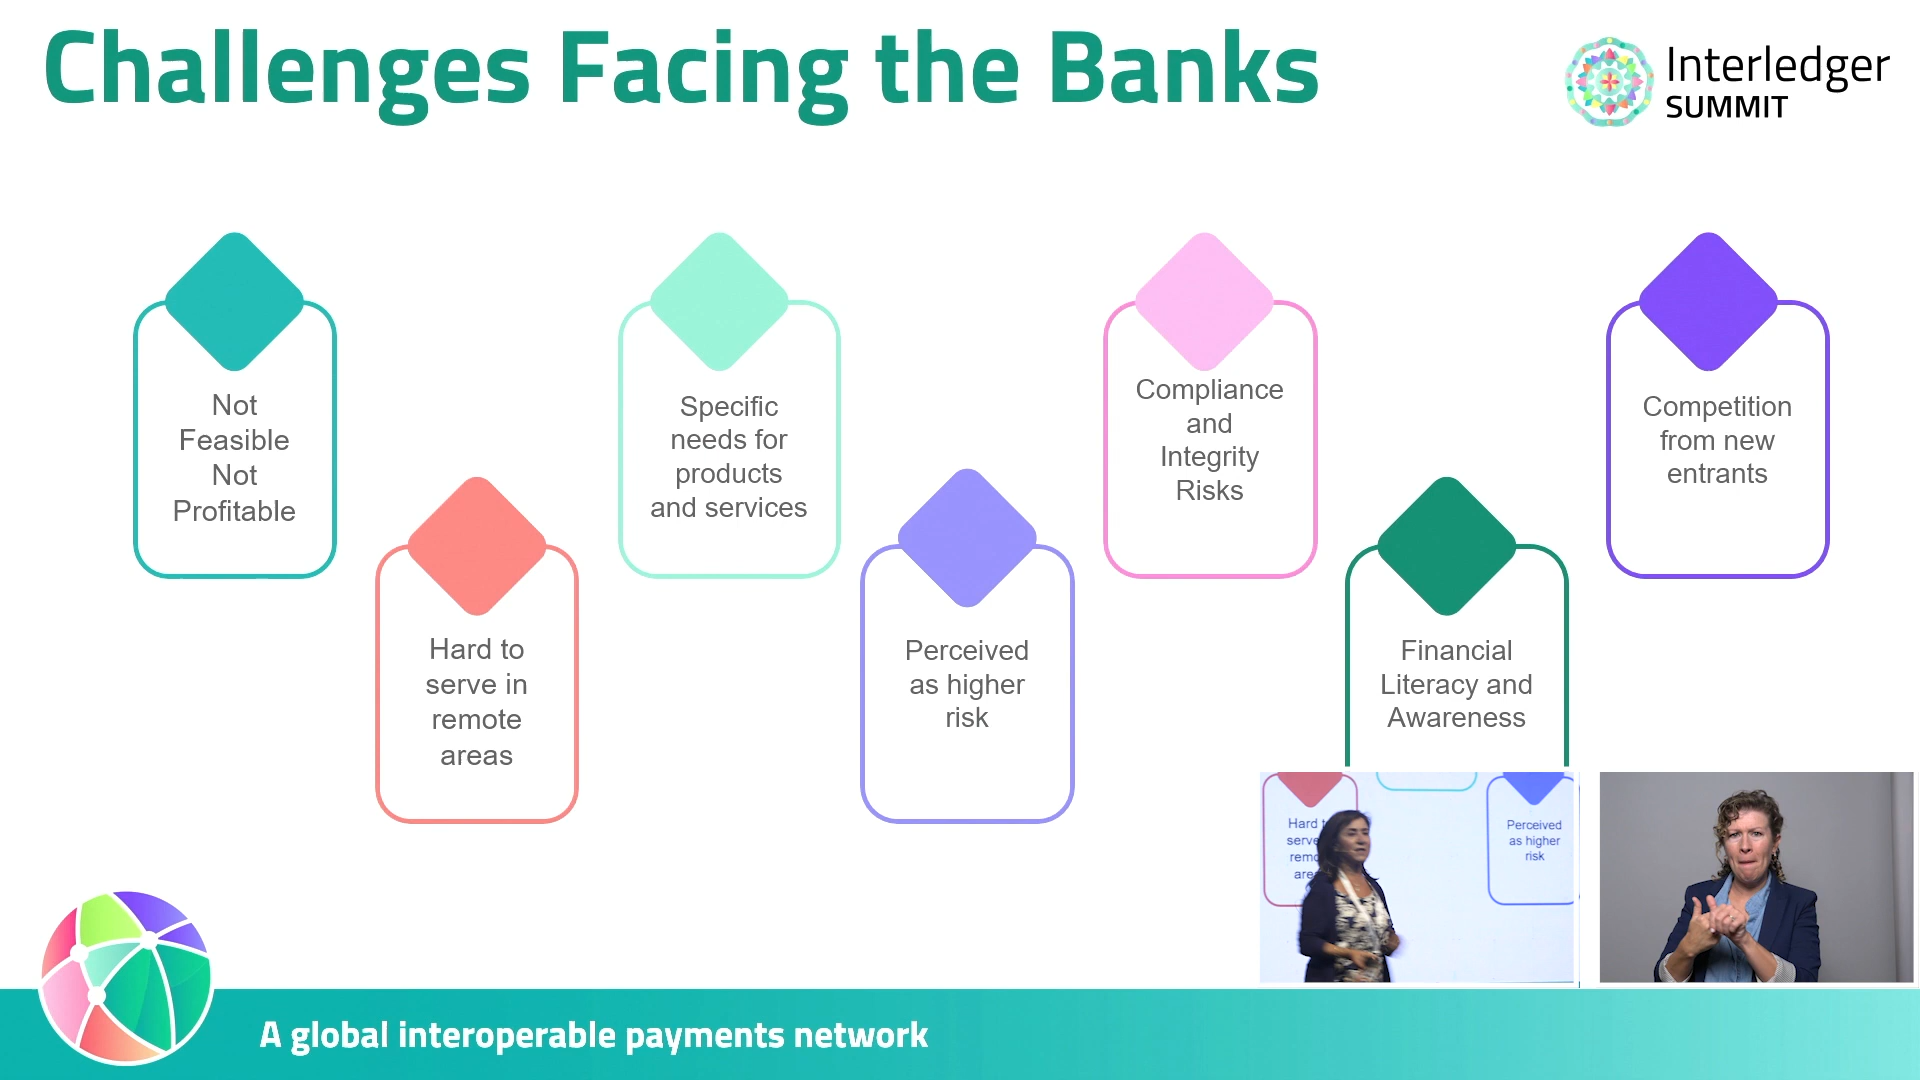 Challenges Facing the Banks
Interledger
SUMMIT
Not
Feasible
Not
Profitable
Hard to
serve in
remote
areas
Specific
needs for
products
and services
Perceived
as higher
risk
Compliance
and
Integrity
Risks
Financial
Literacy and
Awareness
Competition
from new
entrants
Hard
serve
Perceived
as higher
risk
A global interoperable payments network